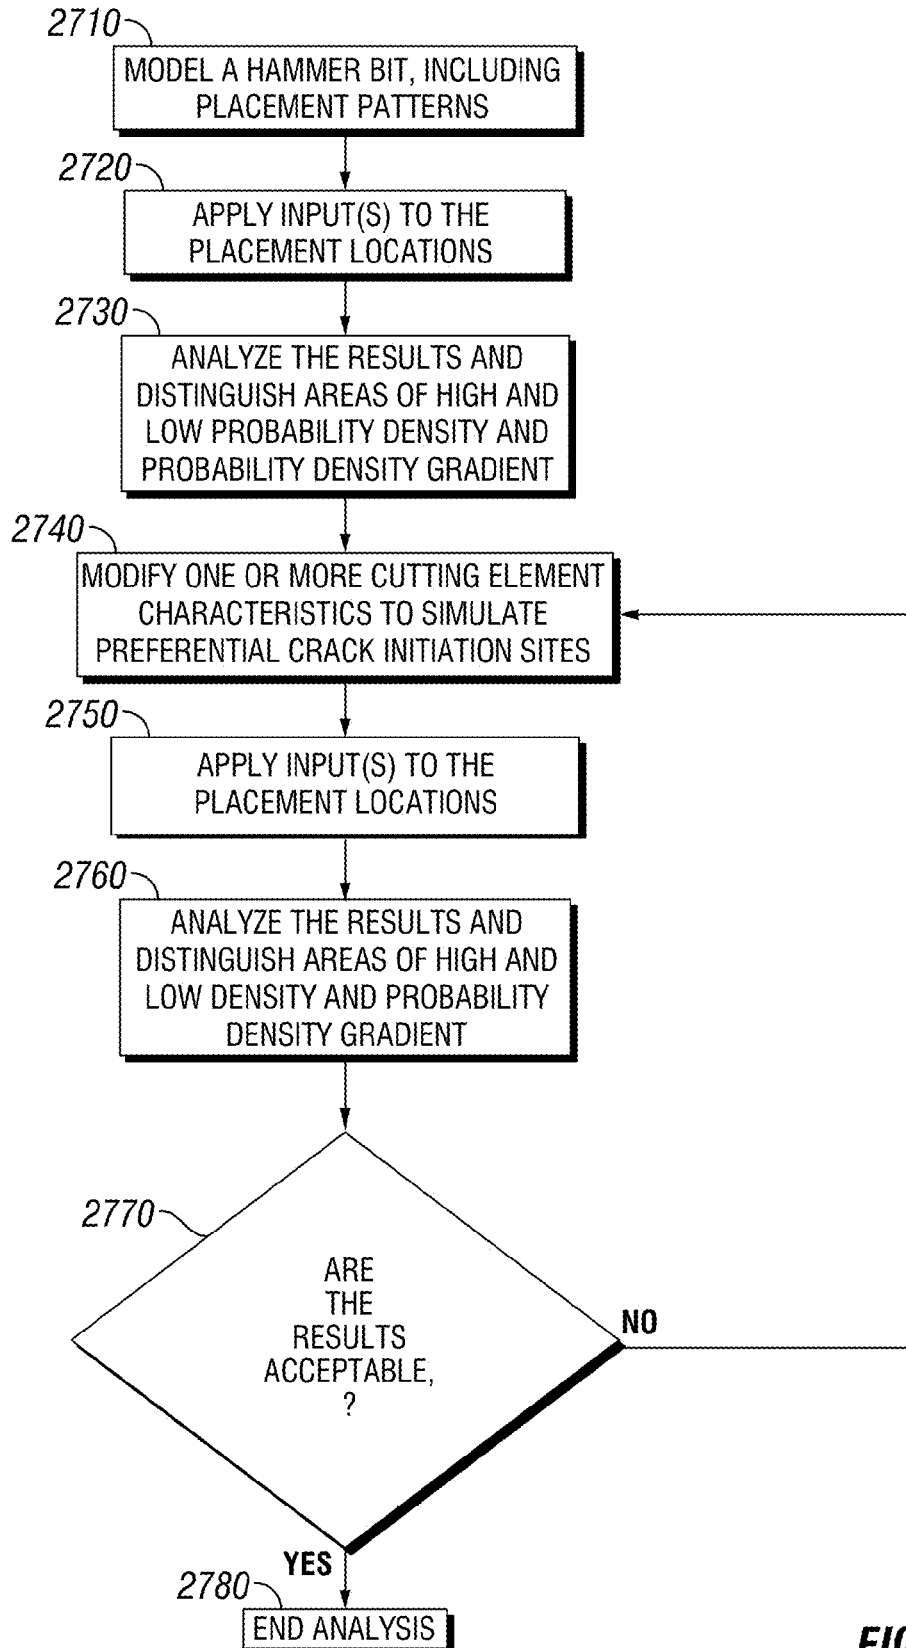 2710
MODEL A HAMMER BIT, INCLUDING
PLACEMENT PATTERNS
2720
APPLY INPUT(S) TO THE
PLACEMENT LOCATIONS
2730
ANALYZE THE RESULTS AND
DISTINGUISH AREAS OF HIGH AND
LOW PROBABILITY DENSITY AND
PROBABILITY DENSITY GRADIENT
2740
MODIFY ONE OR MORE CUTTING ELEMENT
CHARACTERISTICS TO SIMULATE
PREFERENTIAL CRACK INITIATION SITES
2750
APPLY INPUT(S) TO THE
PLACEMENT LOCATIONS
2760
ANALYZE THE RESULTS AND
DISTINGUISH AREAS OF HIGH AND
LOW DENSITY AND PROBABILITY
DENSITY GRADIENT
2770
ARE
THE
RESULTS
ACCEPTABLE,
?
NO
YES
2780
END ANALYSIS